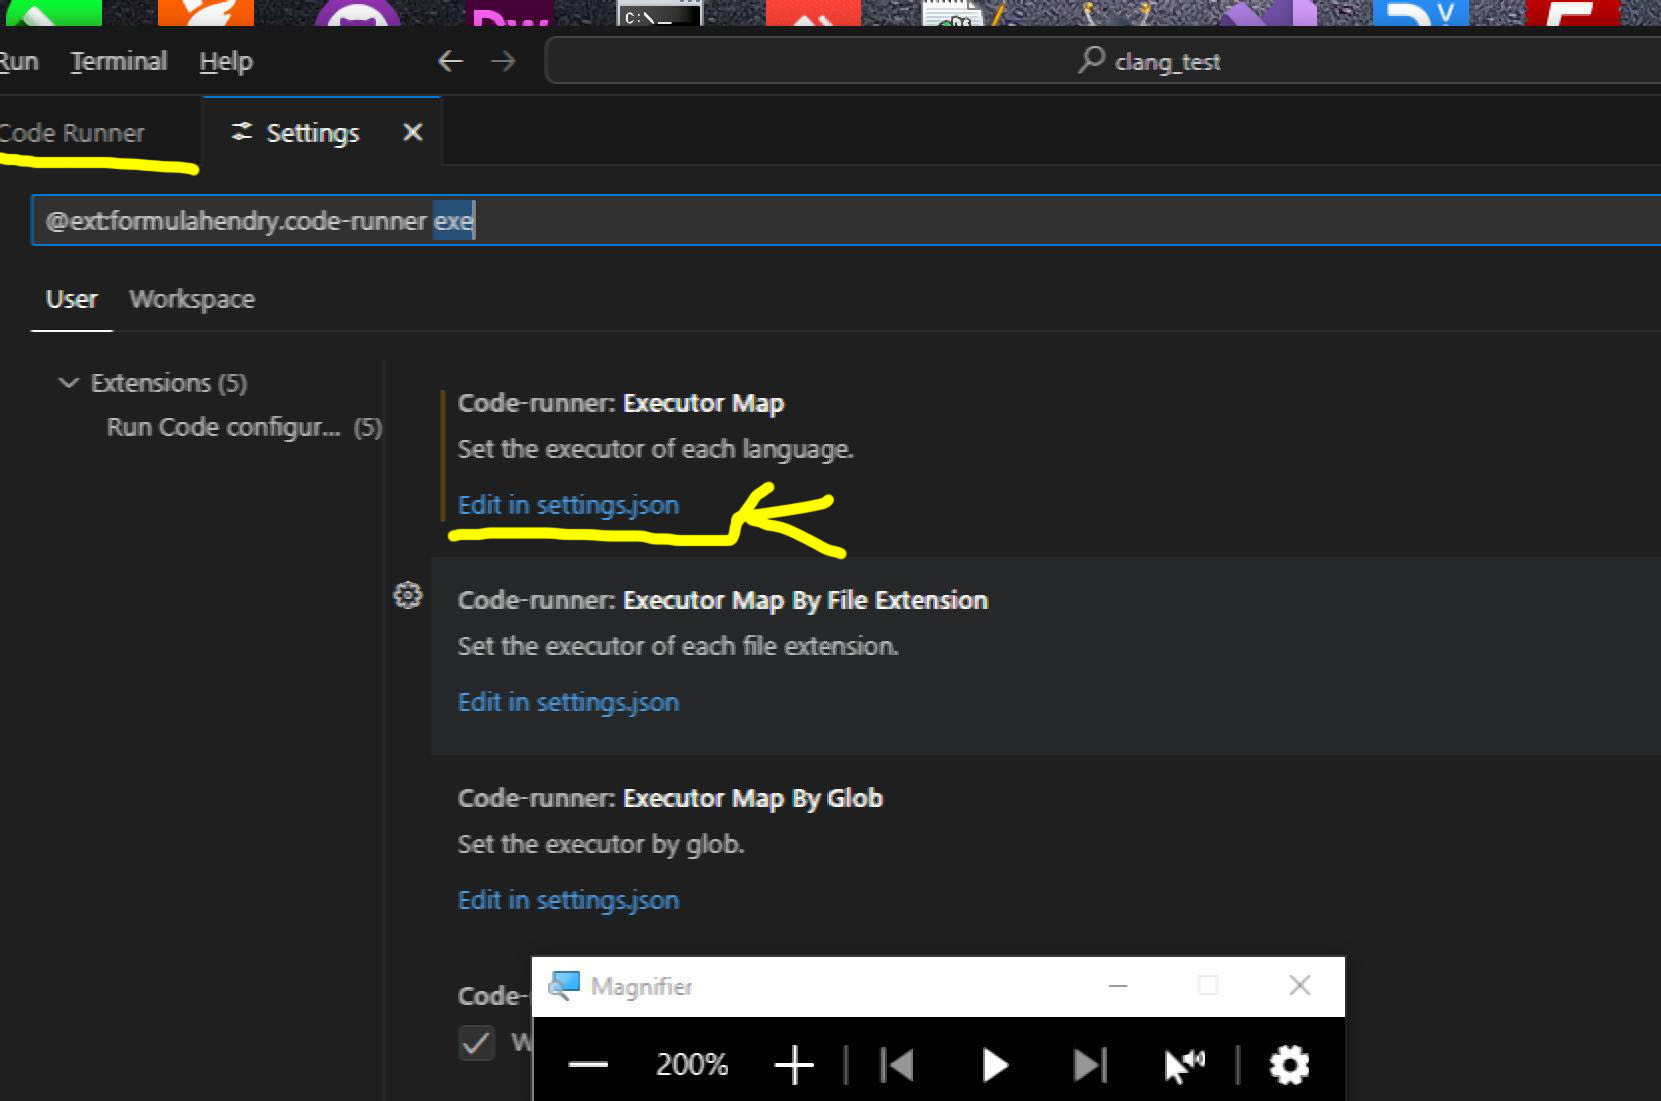 C:\_
Run Terminal Help
clang_test
Code Runner
Settings
@ext:formulahendry.code-runner exe
User Workspace
Extensions (5)
Run Code configur... (5)
Code-runner: Executor Map
Set the executor of each language.
Edit in settings.json
Code-runner: Executor Map By File Extension
Set the executor of each file extension.
Edit in settings.json
Code-runner: Executor Map By Glob
Set the executor by glob.
Edit in settings.json
Code-
W
Magnifier
200%